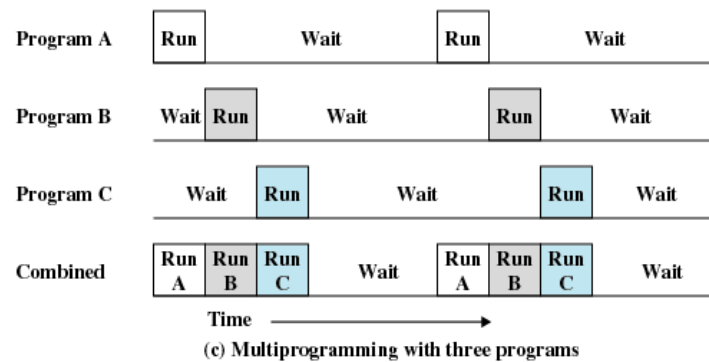 Program A Run Wait Run Wait
Program B Wait Run Wait Run Wait
Program C Wait Run Wait Run Wait
Combined Run A Run B Run C Wait Run A Run B Run C Wait
Time
(c) Multiprogramming with three programs